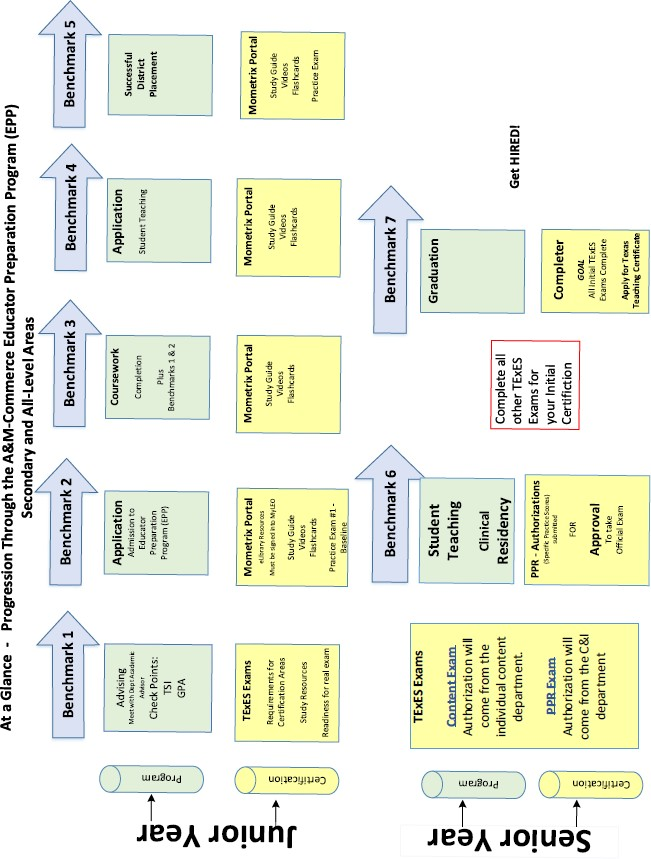 At a Glance - Progression Through the A&M-Commerce Educator Preparation Program (EPP)
Secondary and All-Level Areas
Junior Year
Program
Certification
Benchmark 1
Advising
Meet with Dept Academic
Advisor
Check Points:
TSI
GPA
TExES Exams
Requirements for
Certification Areas
Study Resources
Readiness for real exam
Benchmark 2
Application
Admission to
Educator
Preparation
Program (EPP)
Mometrix Portal
eLibrary Resources
Must be signed into MyLEO
Study Guide
Videos
Flashcards
Practice Exam #1 -
Baseline
Benchmark 3
Coursework
Completion
Plus
Benchmarks 1 & 2
Mometrix Portal
Study Guide
Videos
Flashcards
Benchmark 4
Application
Student Teaching
Mometrix Portal
Study Guide
Videos
Flashcards
Benchmark 5
Successful
District
Placement
Mometrix Portal
Study Guide
Videos
Flashcards
Practice Exam
Senior Year
Program
Certification
TExES Exams
Content Exam
Authorization will
come from the
individual content
department.
PPR Exam
Authorization will
come from the C&I
department
Benchmark 6
Student
Teaching
Clinical
Residency
PPR - Authorizations
(Specific Practice Scores)
submitted
FOR
Approval
To take
Official Exam
Complete all
other TExES
Exams for
your Initial
Certifiction
Benchmark 7
Graduation
Completer
GOAL
All Initial TExES
Exams Complete
Apply for Texas
Teaching Certificate
Get HIRED!